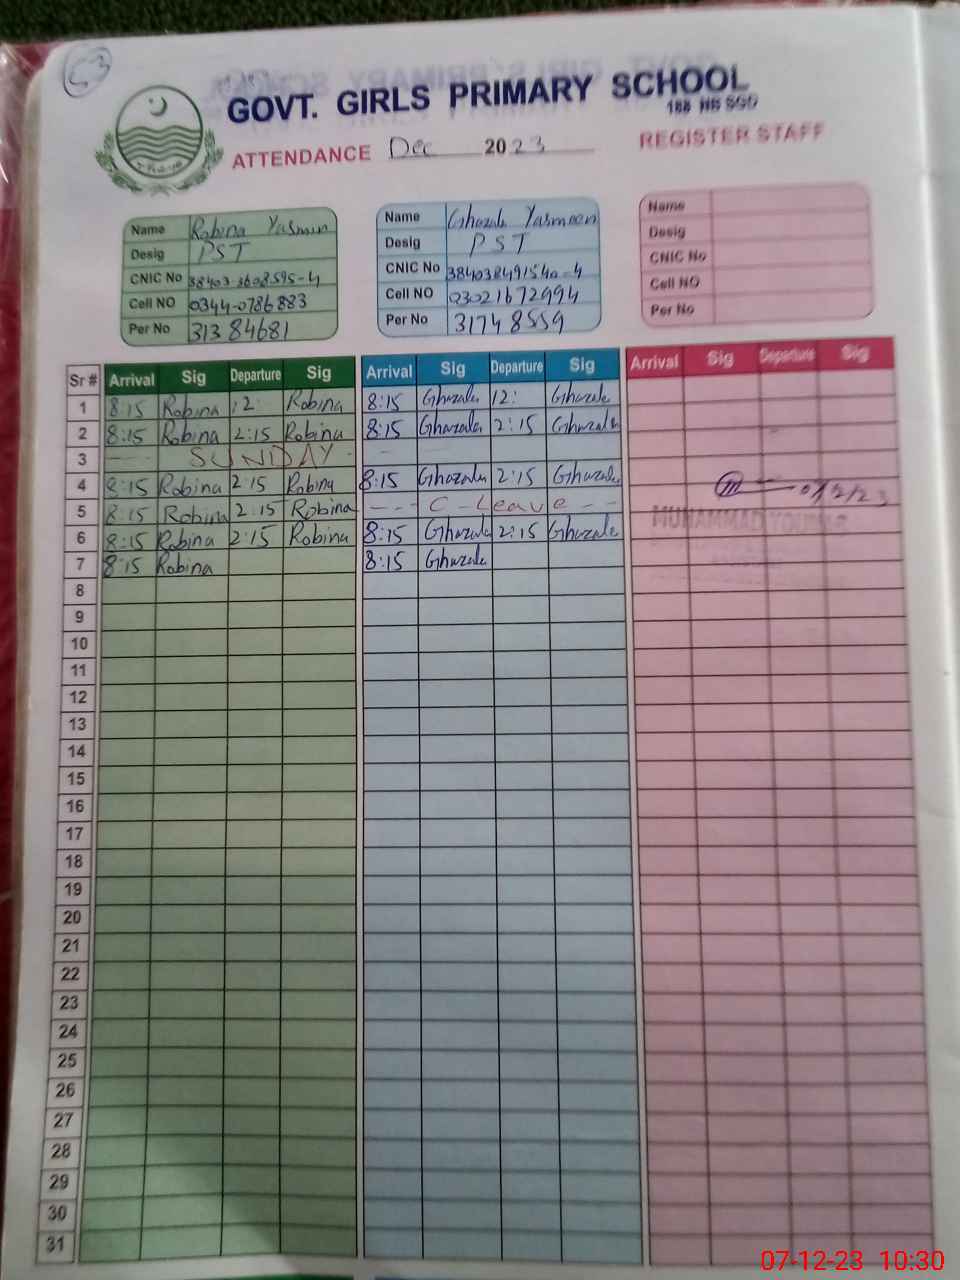 53
GOVT. GIRLS PRIMARY SCHOOL
188 NB SGD
ATTENDANCE Dec 2023 REGISTER STAFF
Name Robina Yasmin
Desig PST
CNIC No 38403-3608595-4
Cell NO 0344-0786883
Per No 31384681
Name Ghazala Yasmeen
Desig PST
CNIC No 384038491540-4
Cell NO 03021672994
Per No 31748559
Name
Desig
CNIC No
Cell NO
Per No
Sr # Arrival Sig Departure Sig Arrival Sig Departure Sig Arrival Sig Departure Sig
1 8:15 Robina 12: Robina 8:15 Ghazala 12: Ghazala
2 8:15 Robina 2:15 Robina 8:15 Ghazala 2:15 Ghazala
3 SUNDAY
4 8:15 Robina 2:15 Robina 8:15 Ghazala 2:15 Ghazala
5 8:15 Robina 2:15 Robina C Leave
6 8:15 Robina 2:15 Robina 8:15 Ghazala 2:15 Ghazala
7 8:15 Robina 8:15 Ghazala
MUHAMMAD
8
9
10
11
12
13
14
15
16
17
18
19
20
21
22
23
24
25
26
27
28
29
30
31
07-12-23 10:30